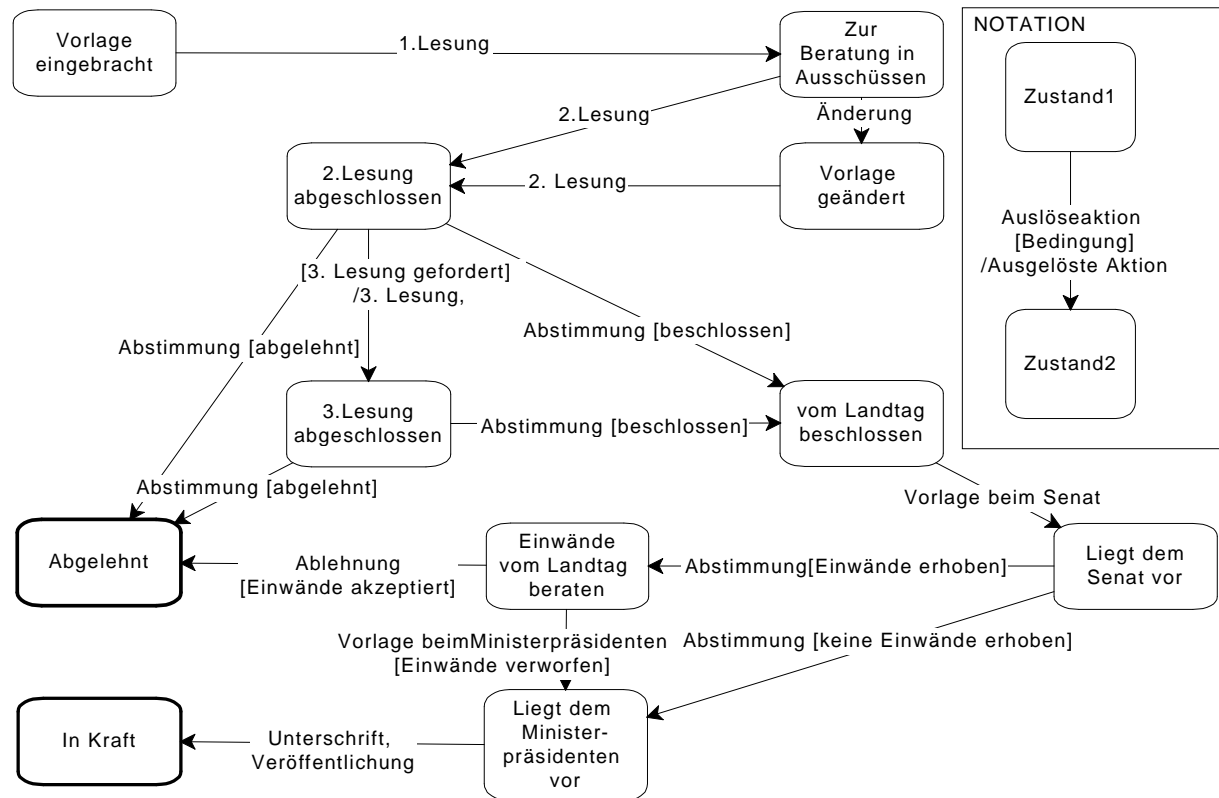 Vorlage
eingebracht
1.Lesung
Zur
Beratung in
Ausschüssen
NOTATION
Zustand1
Auslöseaktion
[Bedingung]
/Ausgelöste Aktion
Zustand2
2.Lesung
Änderung
2.Lesung
abgeschlossen
2. Lesung
Vorlage
geändert
[3. Lesung gefordert]
/3. Lesung,
Abstimmung [beschlossen]
Abstimmung [abgelehnt]
3.Lesung
abgeschlossen
Abstimmung [beschlossen]
vom Landtag
beschlossen
Abstimmung [abgelehnt]
Vorlage beim Senat
Abgelehnt
Ablehnung
[Einwände akzeptiert]
Einwände
vom Landtag
beraten
Abstimmung[Einwände erhoben]
Liegt dem
Senat vor
Vorlage beimMinisterpräsidenten
[Einwände verworfen]
Abstimmung [keine Einwände erhoben]
In Kraft
Unterschrift,
Veröffentlichung
Liegt dem
Minister-
präsidenten
vor